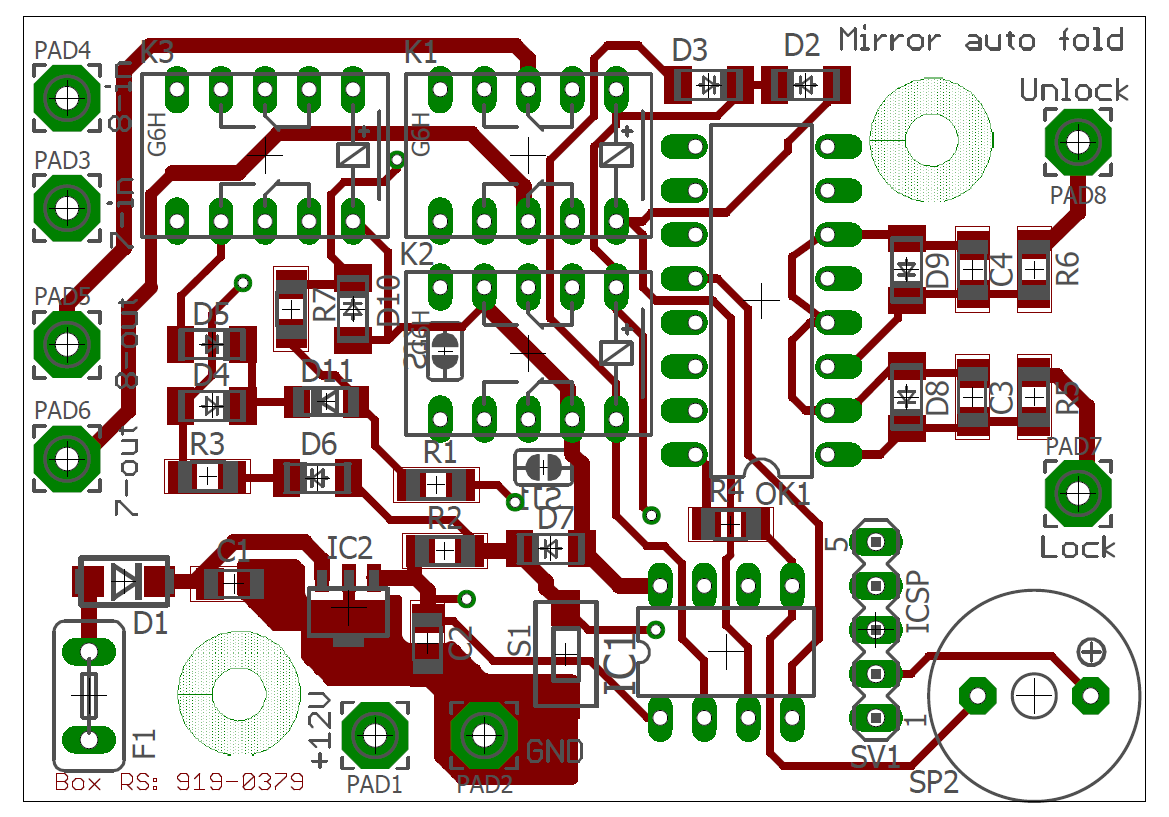 PAD4
K3
K1
D3
D2
Mirror auto fold
8-in
Unlock
G6H
G6H
PAD3
7-in
PAD8
K2
D9
C4
R6
PAD5
D5
R7
D10
G6H
SJ2
8-out
D4
D11
D8
C3
R5
PAD6
R3
D6
R1
PAD7
7-out
SJ1
R4
OK1
R2
D7
5
Lock
C1
IC2
ICSP
D1
C2
S1
IC1
+12V
F1
GND
1
SV1
SP2
Box RS: 919-0379
PAD1
PAD2